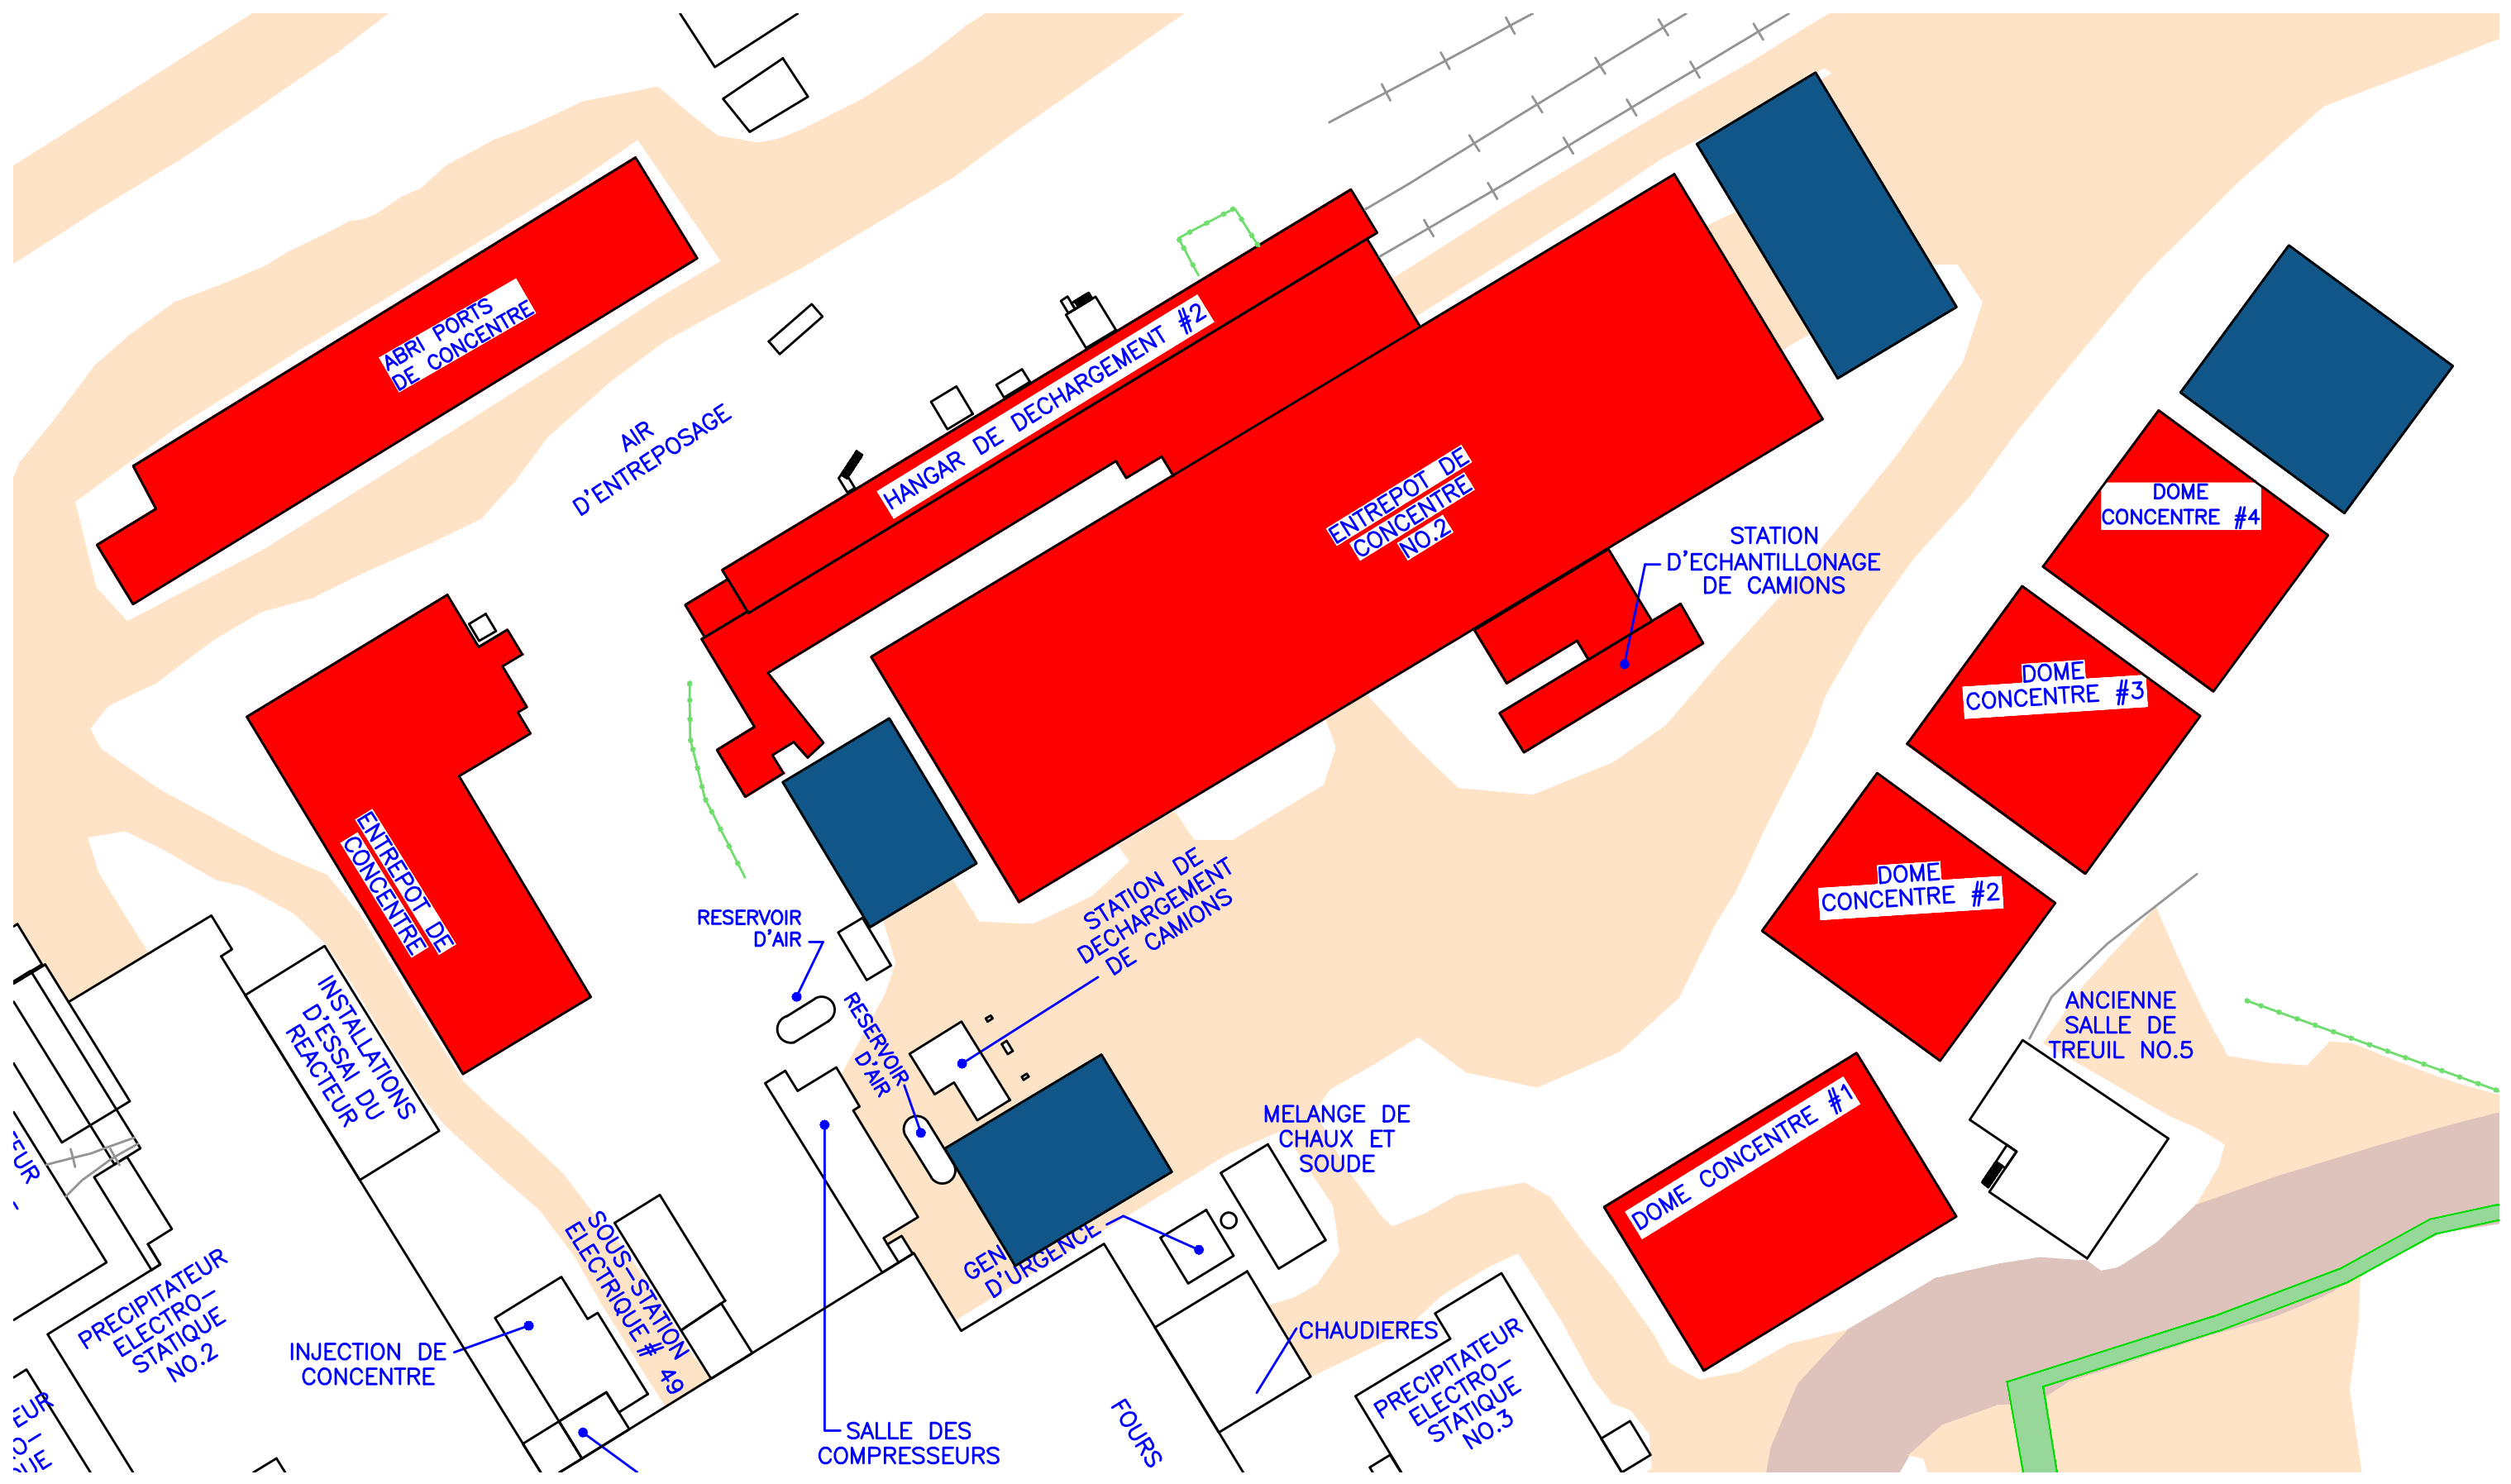 ABRI PORTS
DE CONCENTRE
AIR
D'ENTREPOSAGE
HANGAR DE DECHARGEMENT #2
ENTREPOT DE
CONCENTRE
NO.2
STATION
D'ECHANTILLONAGE
DE CAMIONS
DOME
CONCENTRE #4
DOME
CONCENTRE #3
DOME
CONCENTRE #2
DOME CONCENTRE #1
ANCIENNE
SALLE DE
TREUIL NO.5
ENTREPOT DE
CONCENTRE
RESERVOIR
D'AIR
STATION DE
DECHARGEMENT
DE CAMIONS
RESERVOIR
D'AIR
INSTALLATIONS
D'ESSAI DU
REACTEUR
MELANGE DE
CHAUX ET
SOUDE
GEN
D'URGENCE
SOUS-STATION
ELECTRIQUE# 49
PRECIPITATEUR
ELECTRO-
STATIQUE
NO.2
INJECTION DE
CONCENTRE
SALLE DES
COMPRESSEURS
CHAUDIERES
FOURS
PRECIPITATEUR
ELECTRO-
STATIQUE
NO.3